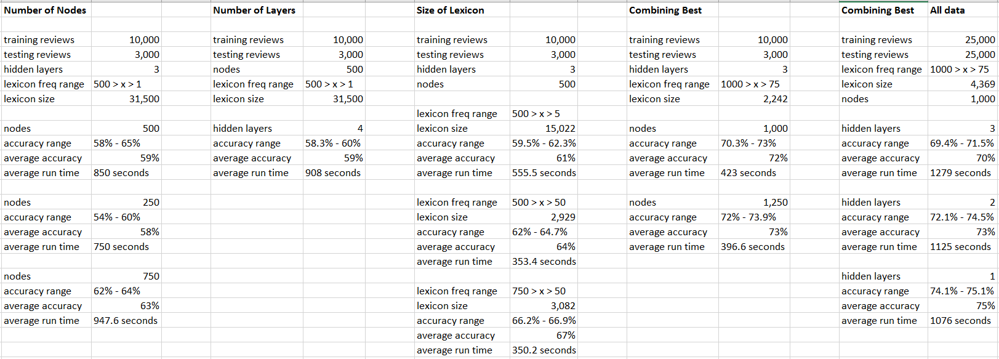 Number of Nodes Number of Layers Size of Lexicon Combining Best Combining Best All data
training reviews 10,000 training reviews 10,000 training reviews 10,000 training reviews 10,000 training reviews 25,000
testing reviews 3,000 testing reviews 3,000 testing reviews 3,000 testing reviews 3,000 testing reviews 25,000
hidden layers 3 nodes 500 hidden layers 3 hidden layers 3 lexicon freq range 1000 > x > 75
lexicon freq range 500 > x > 1 lexicon freq range 500 > x > 1 nodes 500 lexicon freq range 1000 > x > 75 lexicon size 4,369
lexicon size 31,500 lexicon size 31,500 lexicon size 2,242 nodes 1,000
lexicon freq range 500 > x > 5
nodes 500 hidden layers 4 lexicon size 15,022 nodes 1,000 hidden layers 3
accuracy range 58% - 65% accuracy range 58.3% - 60% accuracy range 59.5% - 62.3% accuracy range 70.3% - 73% accuracy range 69.4% - 71.5%
average accuracy 59% average accuracy 59% average accuracy 61% average accuracy 72% average accuracy 70%
average run time 850 seconds average run time 908 seconds average run time 555.5 seconds average run time 423 seconds average run time 1279 seconds
nodes 250 lexicon freq range 500 > x > 50 nodes 1,250 hidden layers 2
accuracy range 54% - 60% lexicon size 2,929 accuracy range 72% - 73.9% accuracy range 72.1% - 74.5%
average accuracy 58% accuracy range 62% - 64.7% average accuracy 73% average accuracy 73%
average run time 750 seconds average accuracy 64% average run time 396.6 seconds average run time 1125 seconds
average run time 353.4 seconds
nodes 750 hidden layers 1
accuracy range 62% - 64% lexicon freq range 750 > x > 50 accuracy range 74.1% - 75.1%
average accuracy 63% lexicon size 3,082 average accuracy 75%
average run time 947.6 seconds accuracy range 66.2% - 66.9% average run time 1076 seconds
average accuracy 67%
average run time 350.2 seconds